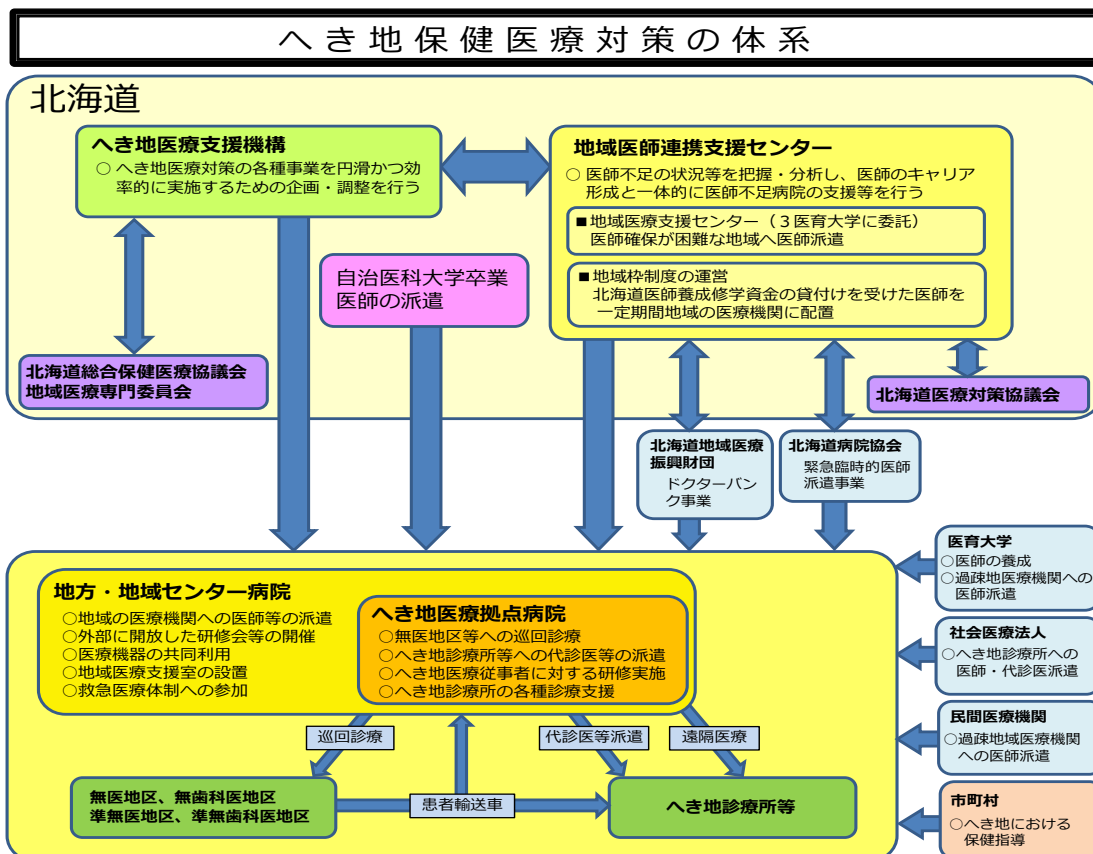 へき地保健医療対策の体系
北海道
へき地医療支援機構
○ へき地医療対策の各種事業を円滑かつ効
率的に実施するための企画・調整を行う
地域医師連携支援センター
○ 医師不足の状況等を把握・分析し、医師のキャリア
形成と一体的に医師不足病院の支援等を行う
■地域医療支援センター（３医育大学に委託）
医師確保が困難な地域へ医師派遣
■地域枠制度の運営
北海道医師養成修学資金の貸付けを受けた医師を
一定期間地域の医療機関に配置
自治医科大学卒業
医師の派遣
北海道総合保健医療協議会
地域医療専門委員会
北海道医療対策協議会
北海道地域医療
振興財団
ドクターバン
ク事業
北海道病院協会
緊急臨時的医師
派遣事業
地方・地域センター病院
○地域の医療機関への医師等の派遣
○外部に開放した研修会等の開催
○医療機器の共同利用
○地域医療支援室の設置
○救急医療体制への参加
へき地医療拠点病院
○無医地区等への巡回診療
○へき地診療所等への代診医等の派遣
○へき地医療従事者に対する研修実施
○へき地診療所の各種診療支援
巡回診療
代診医等派遣
遠隔医療
無医地区、無歯科医地区
準無医地区、準無歯科医地区
患者輸送車
へき地診療所等
医育大学
○医師の養成
○過疎地医療機関への
医師派遣
社会医療法人
○へき地診療所への
医師・代診医派遣
民間医療機関
○過疎地域医療機関
への医師派遣
市町村
○へき地における
保健指導